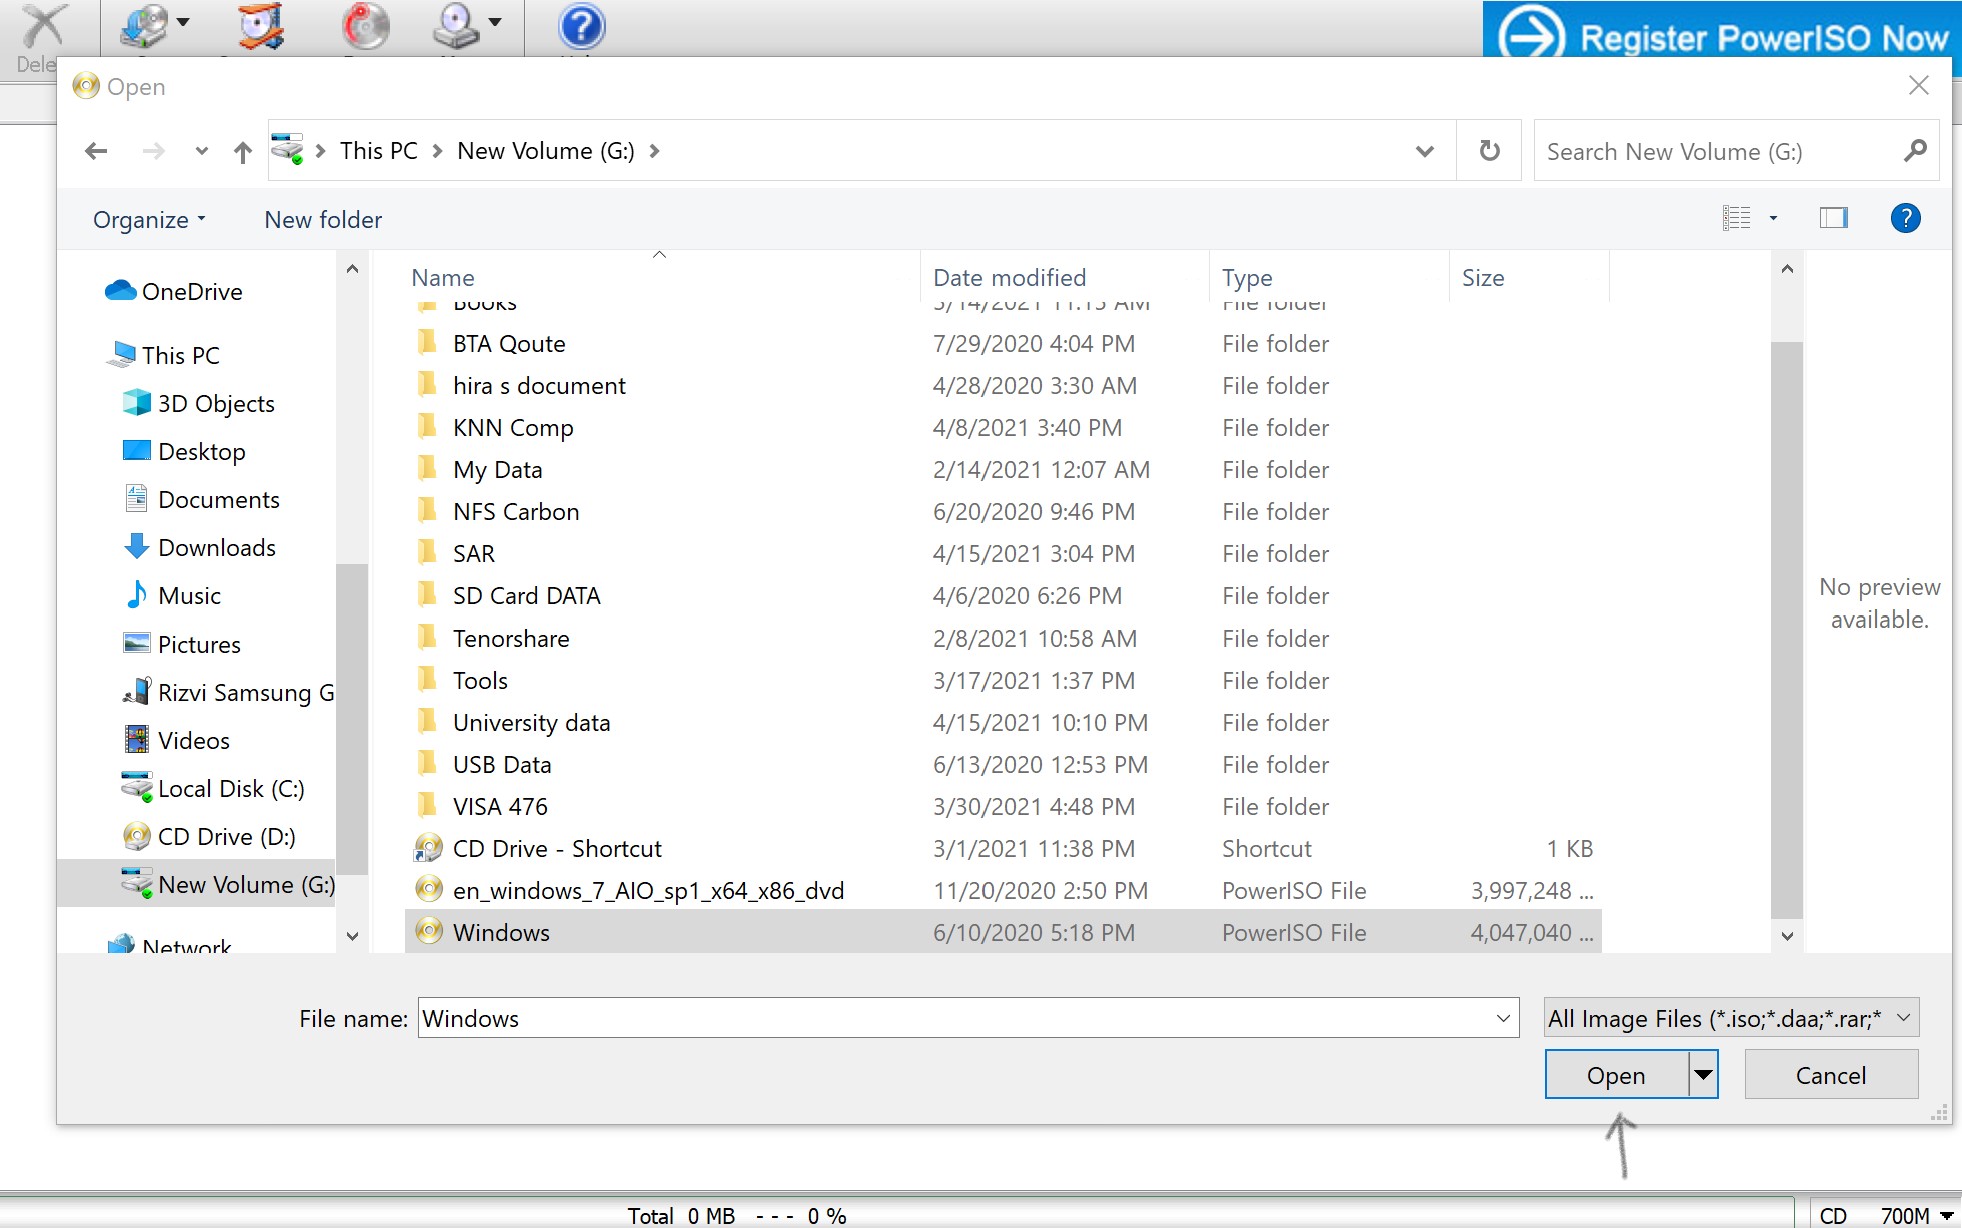 Register PowerISO Now
Dele
Open
This PC New Volume (G:)
Search New Volume (G:)
Organize New folder
?
Name Date modified Type Size
OneDrive
This PC
3D Objects
Desktop
Documents
Downloads
Music
Pictures
Rizvi Samsung G
Videos
Local Disk (C:)
CD Drive (D:)
New Volume (G:)
Network
Books 3/14/2021 11:15 AM File folder
BTA Qoute 7/29/2020 4:04 PM File folder
hira s document 4/28/2020 3:30 AM File folder
KNN Comp 4/8/2021 3:40 PM File folder
My Data 2/14/2021 12:07 AM File folder
NFS Carbon 6/20/2020 9:46 PM File folder
SAR 4/15/2021 3:04 PM File folder
SD Card DATA 4/6/2020 6:26 PM File folder
Tenorshare 2/8/2021 10:58 AM File folder
Tools 3/17/2021 1:37 PM File folder
University data 4/15/2021 10:10 PM File folder
USB Data 6/13/2020 12:53 PM File folder
VISA 476 3/30/2021 4:48 PM File folder
CD Drive - Shortcut 3/1/2021 11:38 PM Shortcut 1 KB
en_windows_7_AIO_sp1_x64_x86_dvd 11/20/2020 2:50 PM PowerISO File 3,997,248 ...
Windows 6/10/2020 5:18 PM PowerISO File 4,047,040 ...
No preview
available.
File name: Windows
All Image Files (*.iso;*.daa;*.rar;*
Open
Cancel
Total 0 MB - - - 0 %
CD 700M